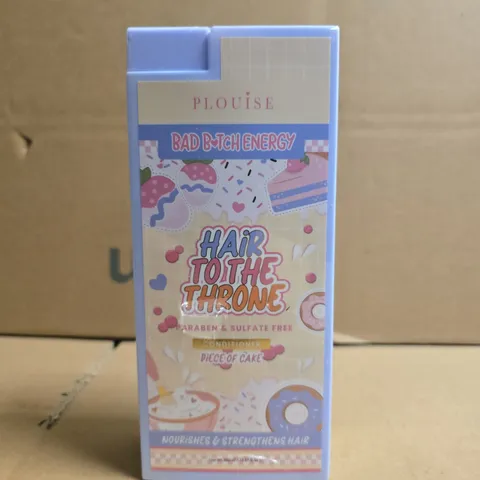 PLOUISE
BAD B♥TCH ENERGY
HAIR
TO THE
THRONE
PARABEN & SULFATE FREE
CONDITIONER
PIECE OF CAKE
NOURISHES & STRENGTHENS HAIR